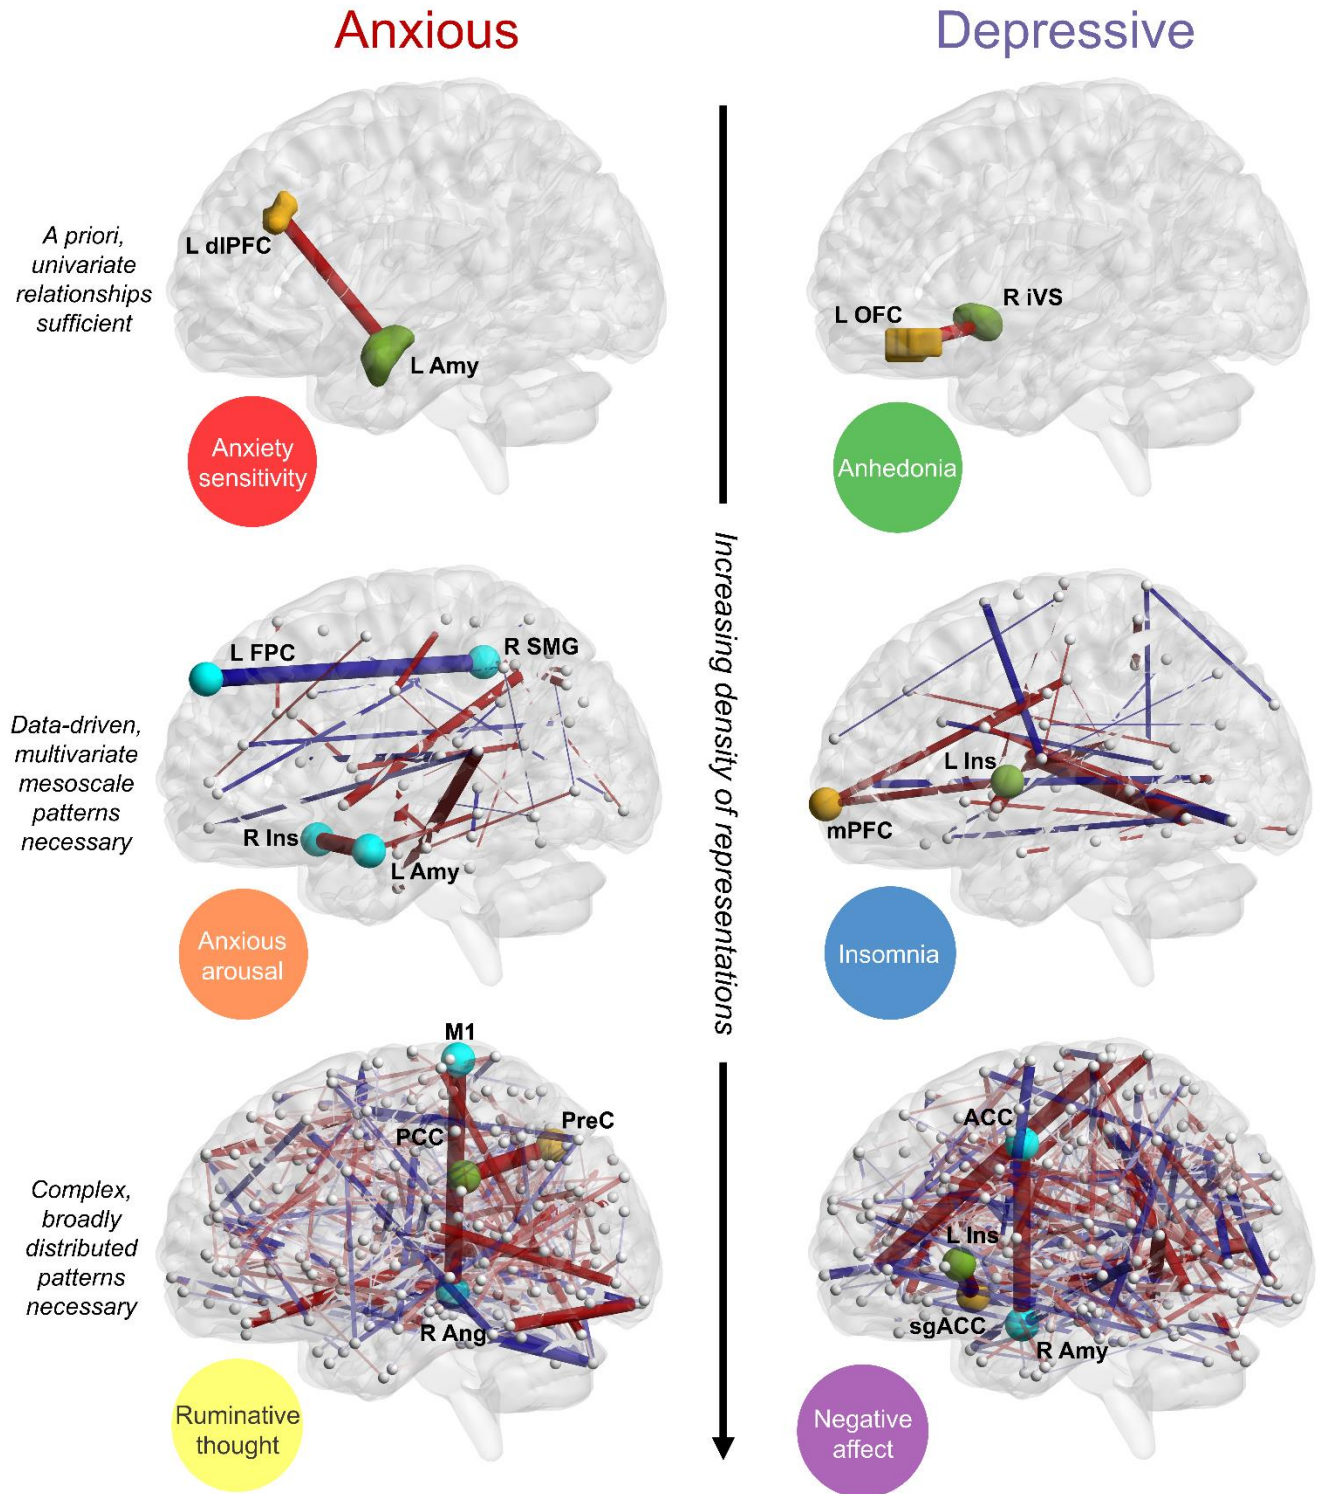 Anxious
Depressive
A priori,
univariate
relationships
sufficient
L dlPFC
L Amy
Anxiety
sensitivity
L OFC
R iVS
Anhedonia
Increasing density of representations
Data-driven,
multivariate
mesoscale
patterns
necessary
L FPC
R SMG
R Ins
L Amy
Anxious
arousal
L Ins
mPFC
Insomnia
Complex,
broadly
distributed
patterns
necessary
M1
PCC
PreC
R Ang
Ruminative
thought
ACC
L Ins
sgACC
R Amy
Negative
affect